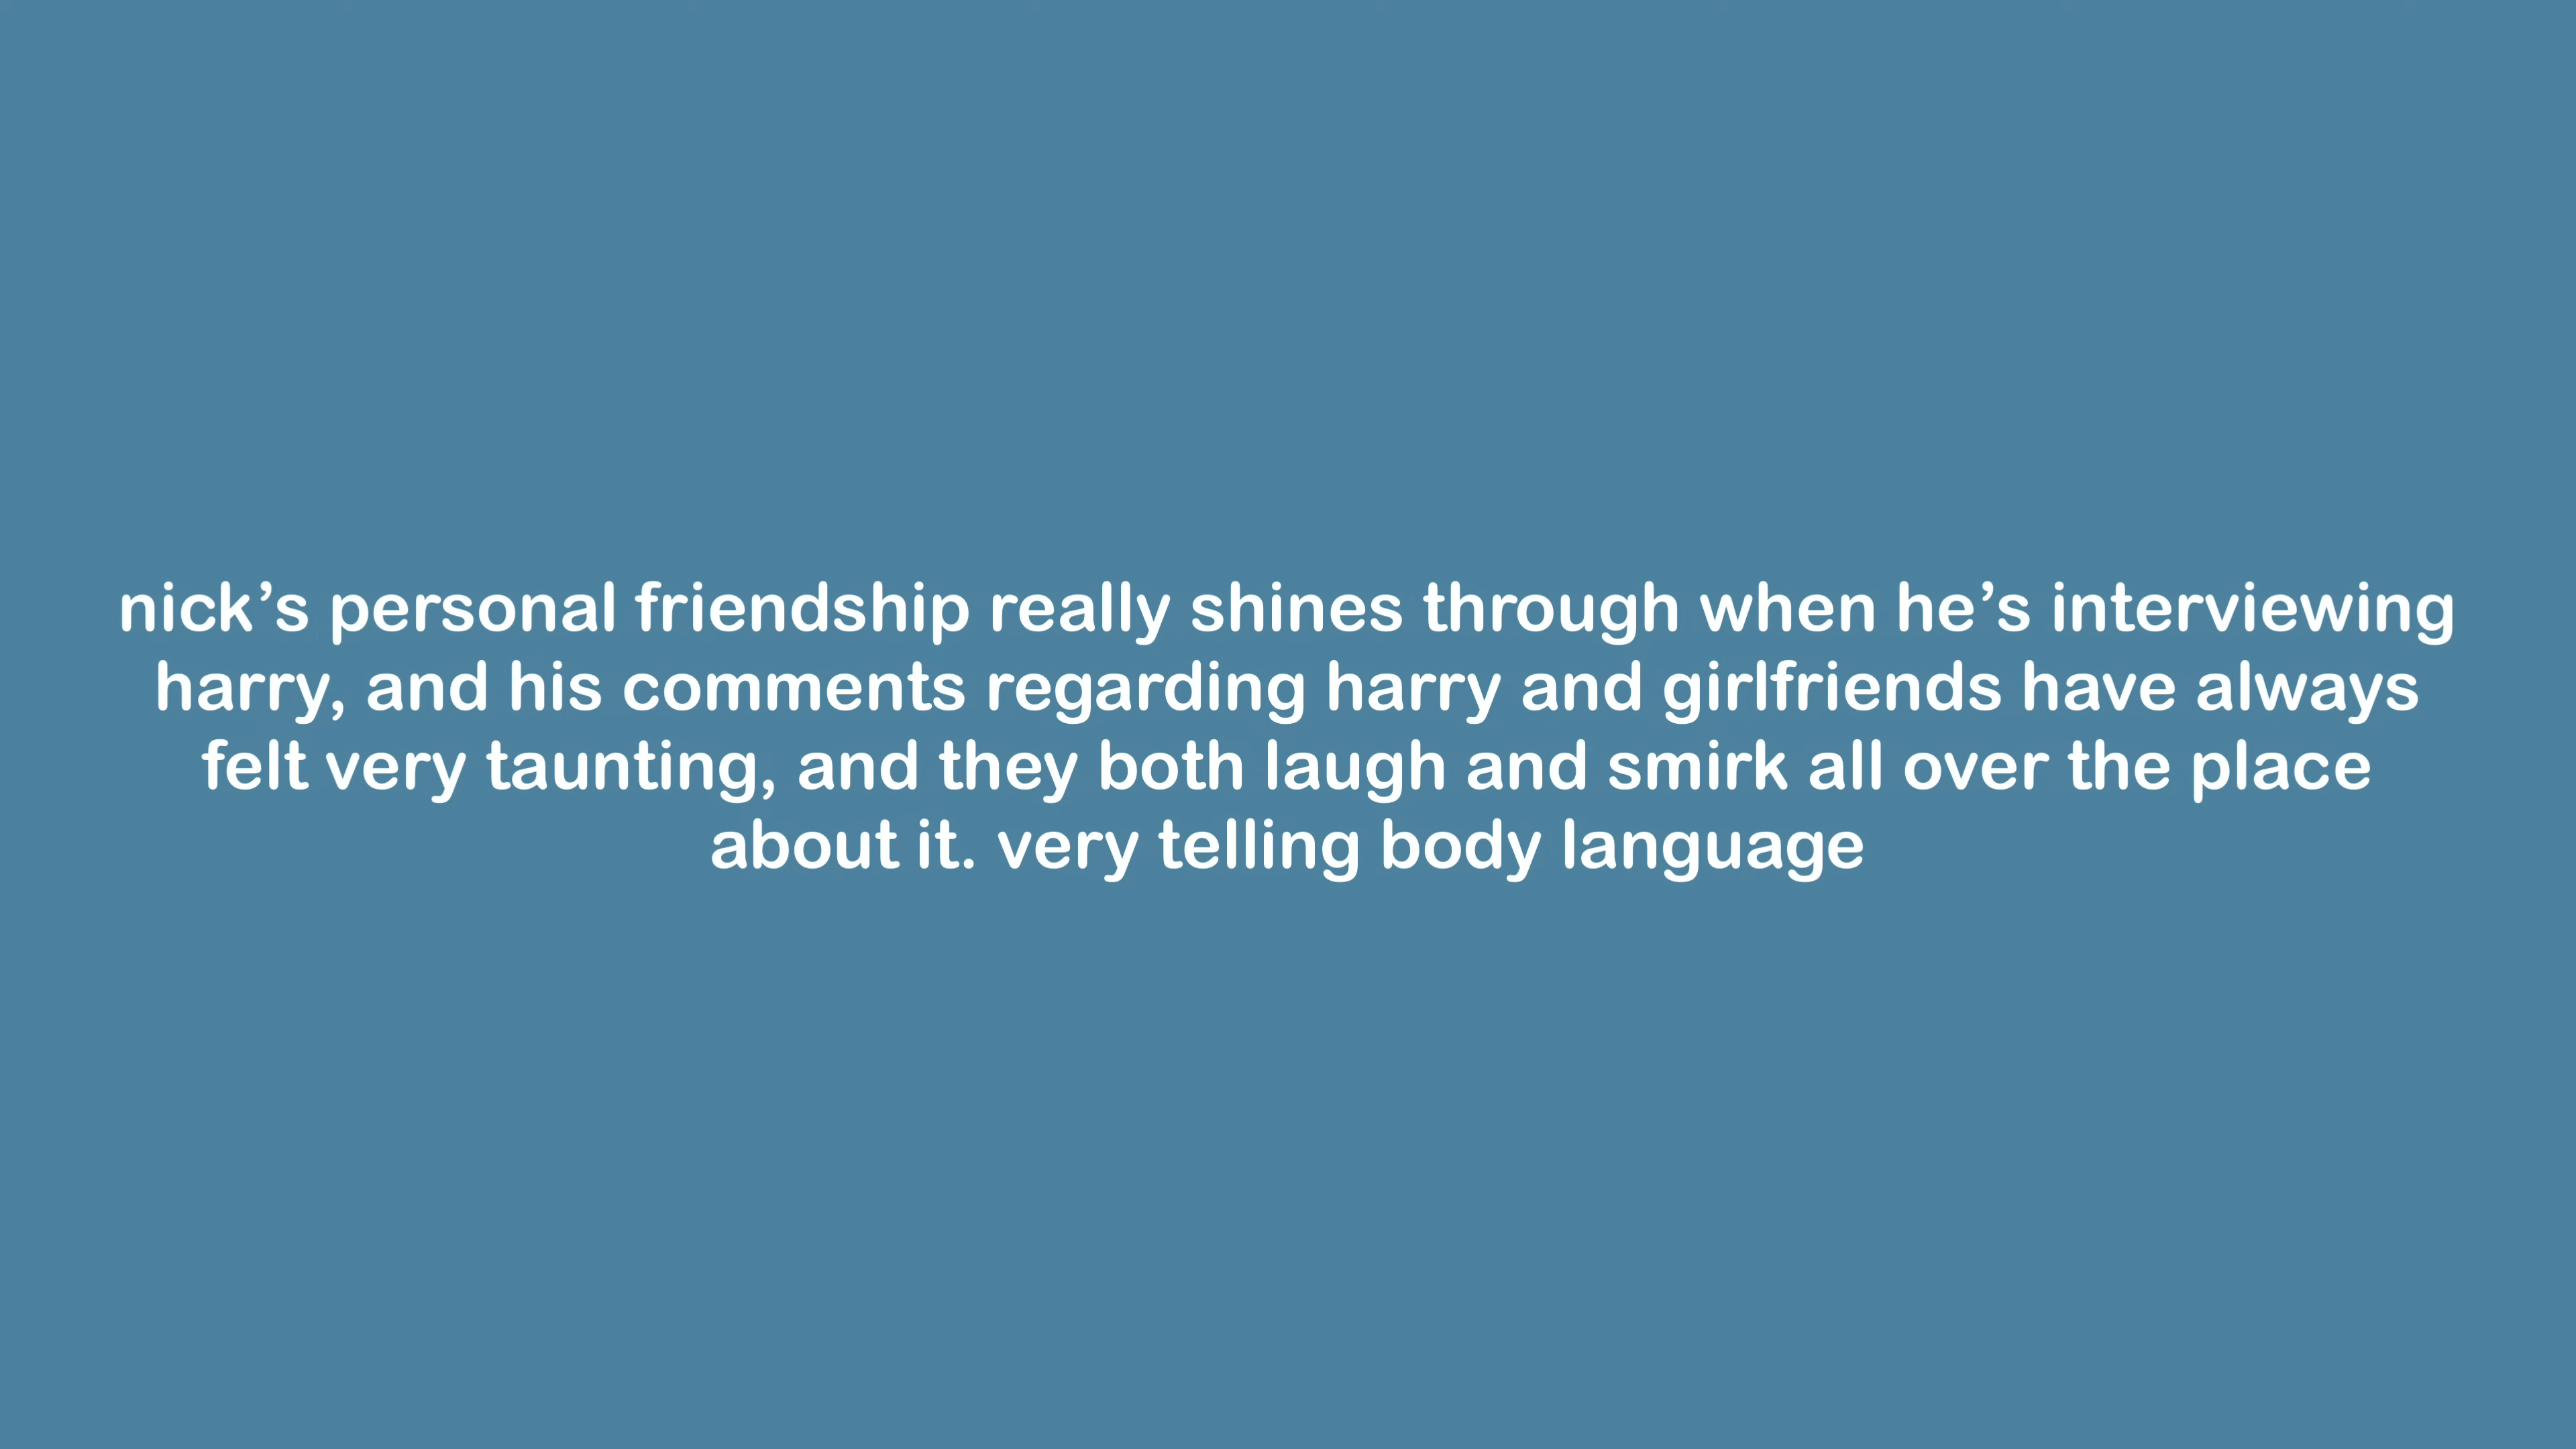 nick’s personal friendship really shines through when he’s interviewing
harry, and his comments regarding harry and girlfriends have always
felt very taunting, and they both laugh and smirk all over the place
about it. very telling body language